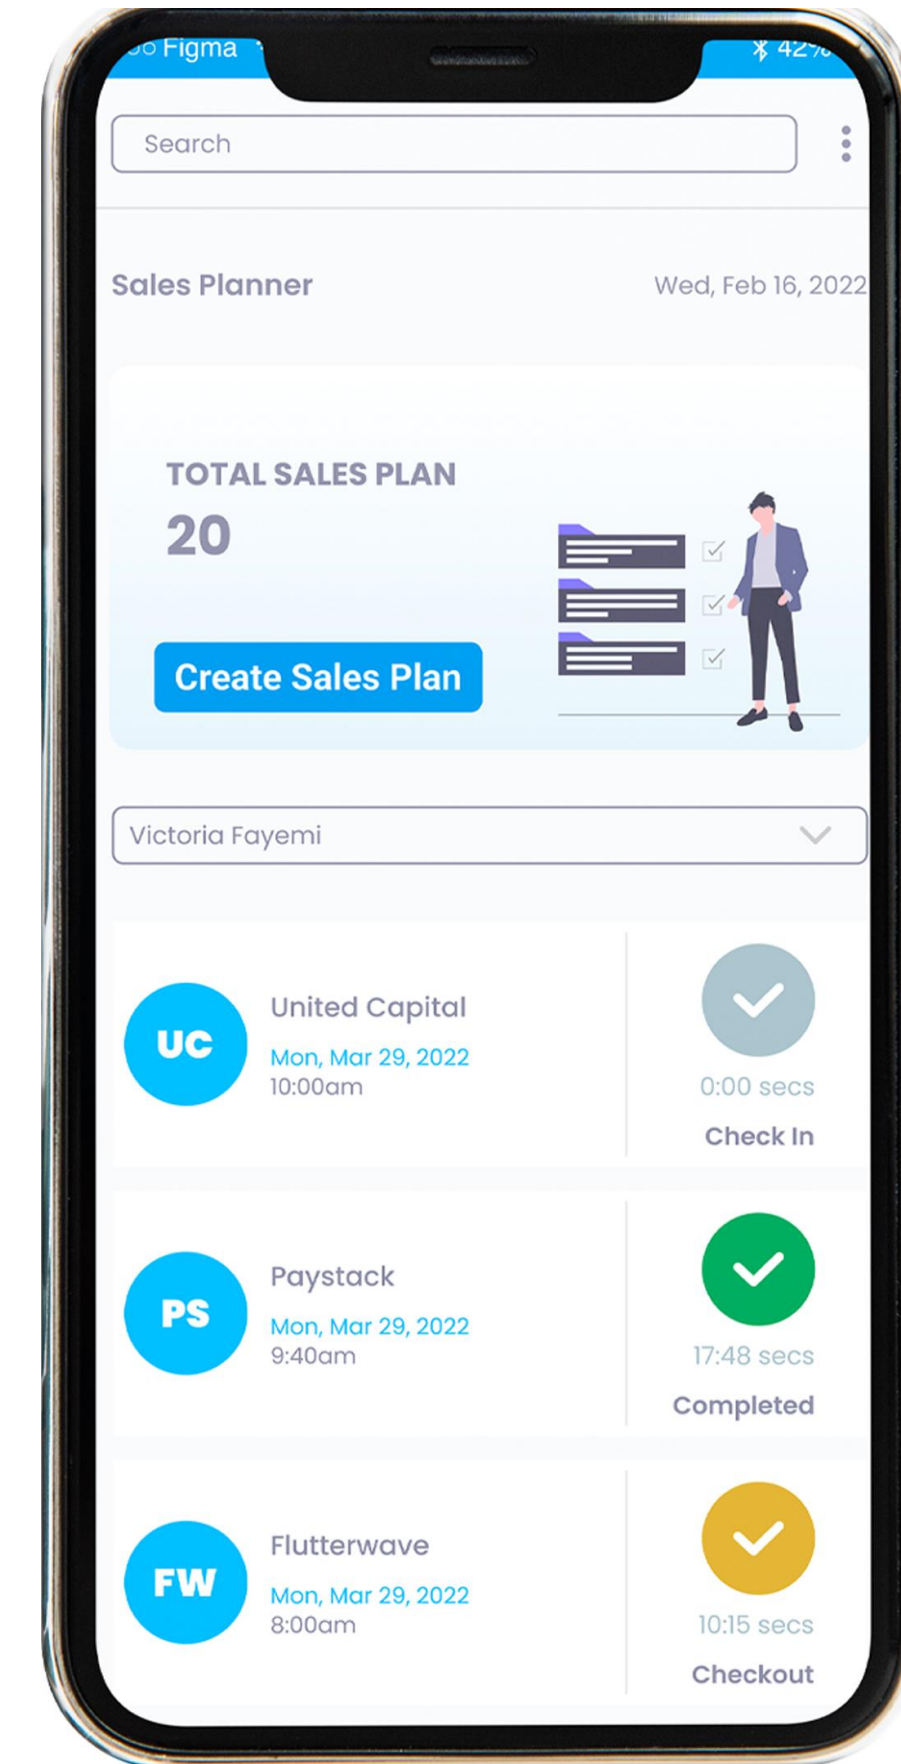 Figma
42%
Search
Sales Planner
Wed, Feb 16, 2022
TOTAL SALES PLAN
20
Create Sales Plan
Victoria Fayemi
UC
United Capital
Mon, Mar 29, 2022
10:00am
0:00 secs
Check In
PS
Paystack
Mon, Mar 29, 2022
9:40am
17:48 secs
Completed
FW
Flutterwave
Mon, Mar 29, 2022
8:00am
10:15 secs
Checkout